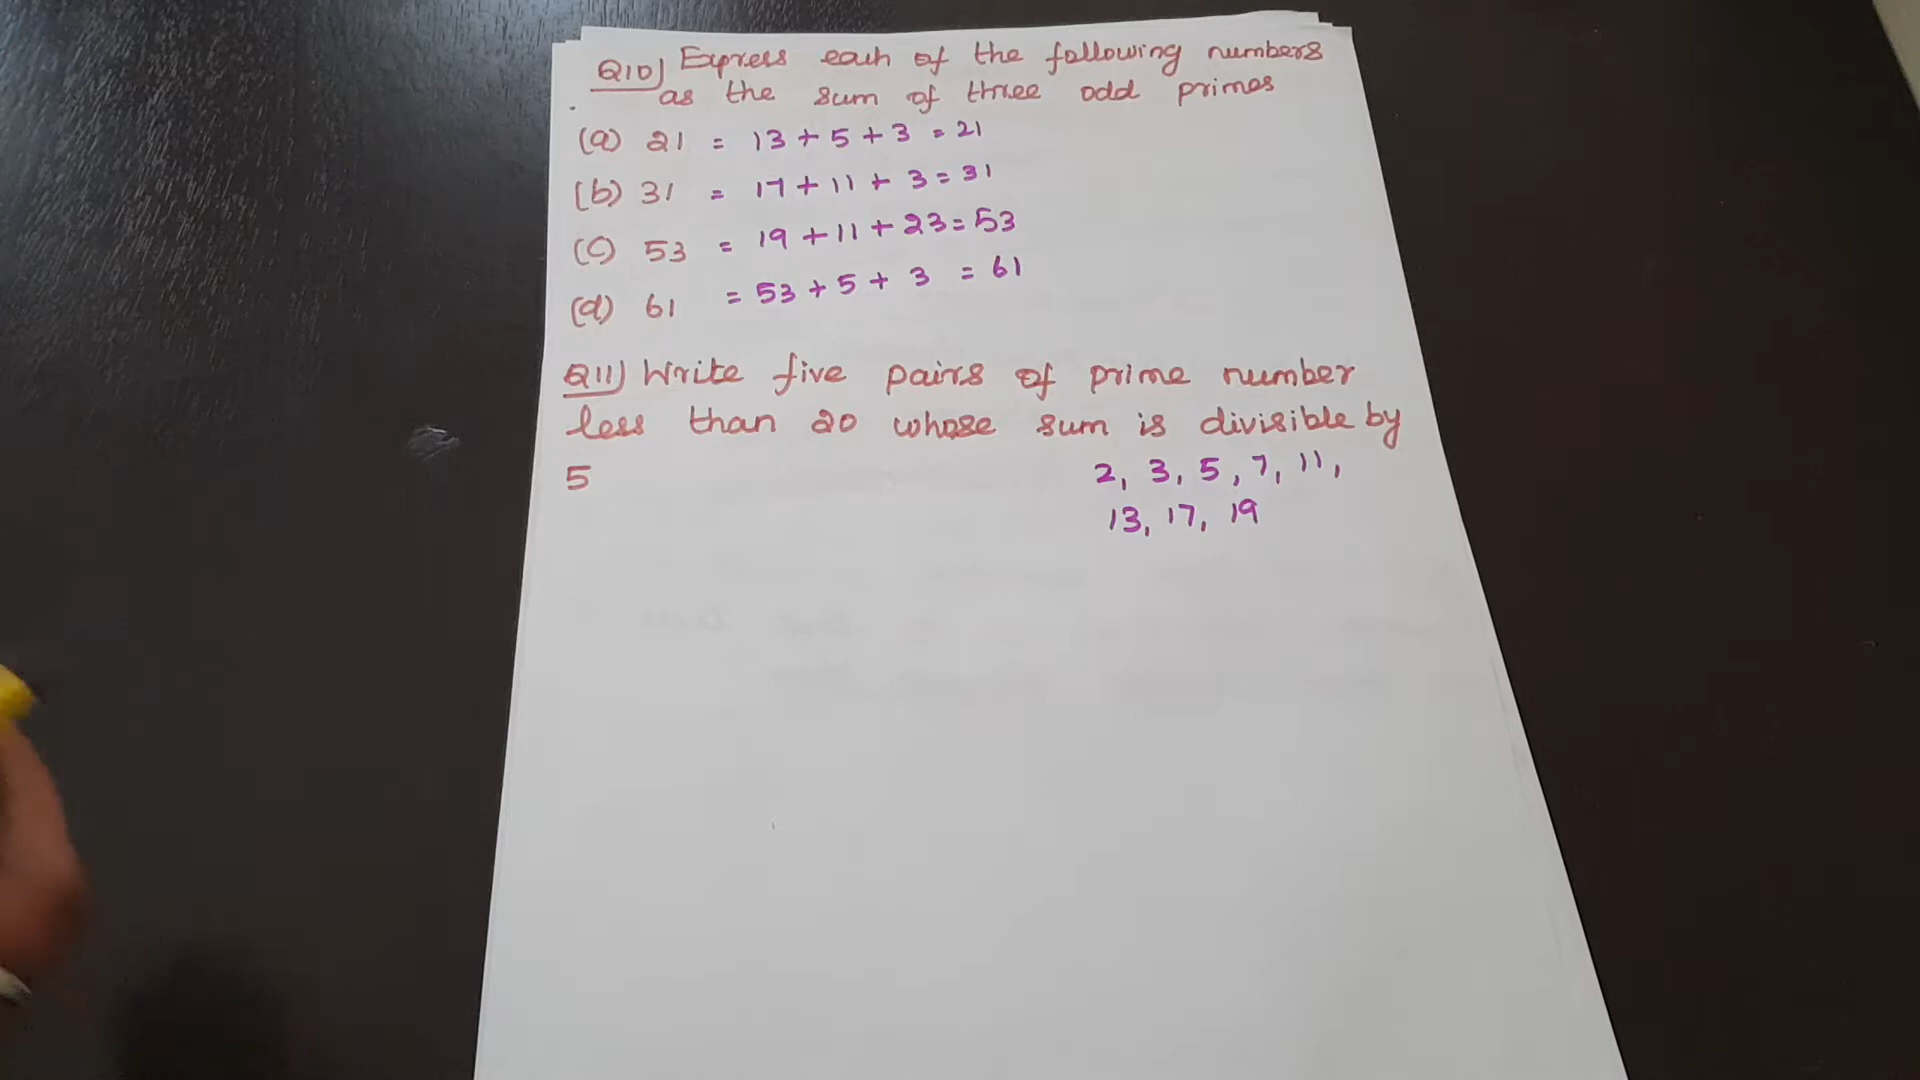 Q10) Express each of the following numbers
as the sum of three odd primes
(a) 21 = 13 + 5 + 3 = 21
(b) 31 = 17 + 11 + 3 = 31
(c) 53 = 19 + 11 + 23 = 53
(d) 61 = 53 + 5 + 3 = 61
Q11) Write five pairs of prime number
less than 20 whose sum is divisible by
5
2, 3, 5, 7, 11,
13, 17, 19